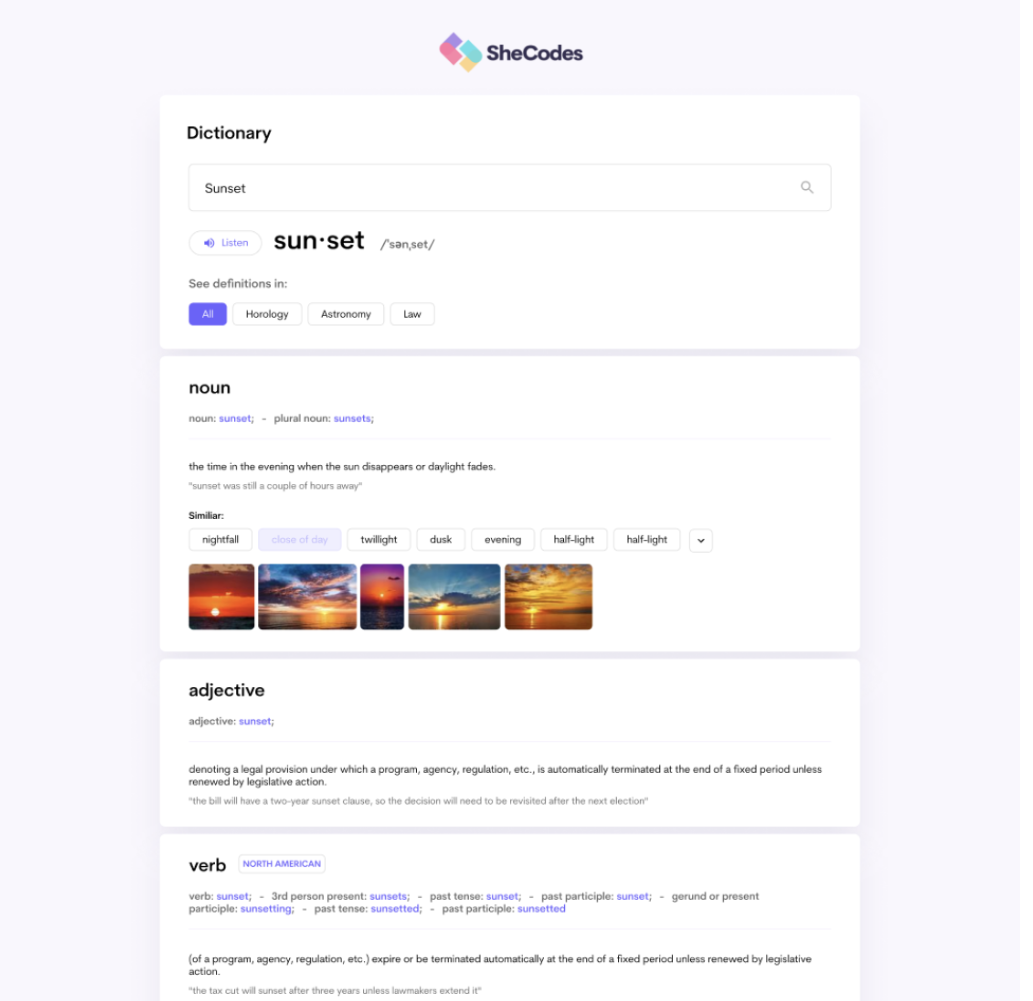 SheCodes
Dictionary
Sunset
Listen
sun·set
/ˈsənˌset/
See definitions in:
All
Horology
Astronomy
Law
noun
noun: sunset; - plural noun: sunsets;
the time in the evening when the sun disappears or daylight fades.
"sunset was still a couple of hours away"
Similiar:
nightfall
close of day
twillight
dusk
evening
half-light
half-light
adjective
adjective: sunset;
denoting a legal provision under which a program, agency, regulation, etc., is automatically terminated at the end of a fixed period unless
renewed by legislative action.
"the bill will have a two-year sunset clause, so the decision will need to be revisited after the next election"
verb
NORTH AMERICAN
verb: sunset; - 3rd person present: sunsets; - past tense: sunset; - past participle: sunset; - gerund or present
participle: sunsetting; - past tense: sunsetted; - past participle: sunsetted
(of a program, agency, regulation, etc.) expire or be terminated automatically at the end of a fixed period unless renewed by legislative
action.
"the tax cut will sunset after three years unless lawmakers extend it"